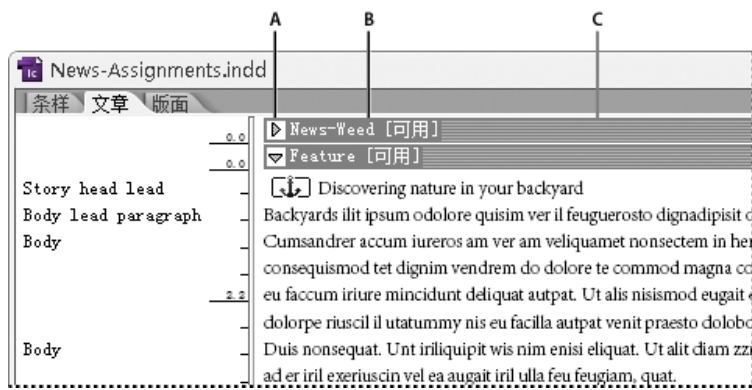 A B C
Ic News-Assignments.indd
条样 文章 版面
0.0 News-Weed [可用]
0.0 Feature [可用]
Story head lead Discovering nature in your backyard
Body lead paragraph Backyards ilit ipsum odolore quisim ver il feuguerosto dignadipisit
Body Cumsandrer accum iureros am ver am veliquamet nonsectem in
consequismod tet dignim vendrem do dolore te commod magna
2.2 eu faccum iriure mincidunt deliquat autpat. Ut alis nisismod eugait
dolorpe riuscil il utatummy nis eu facilla autpat venit praesto
Body Duis nonsequat. Unt iriliquipit wis nim enisi eliquat. Ut alit diam
ad er iril exeriuscin vel ea augait iril ulla feu feugiam, quat.